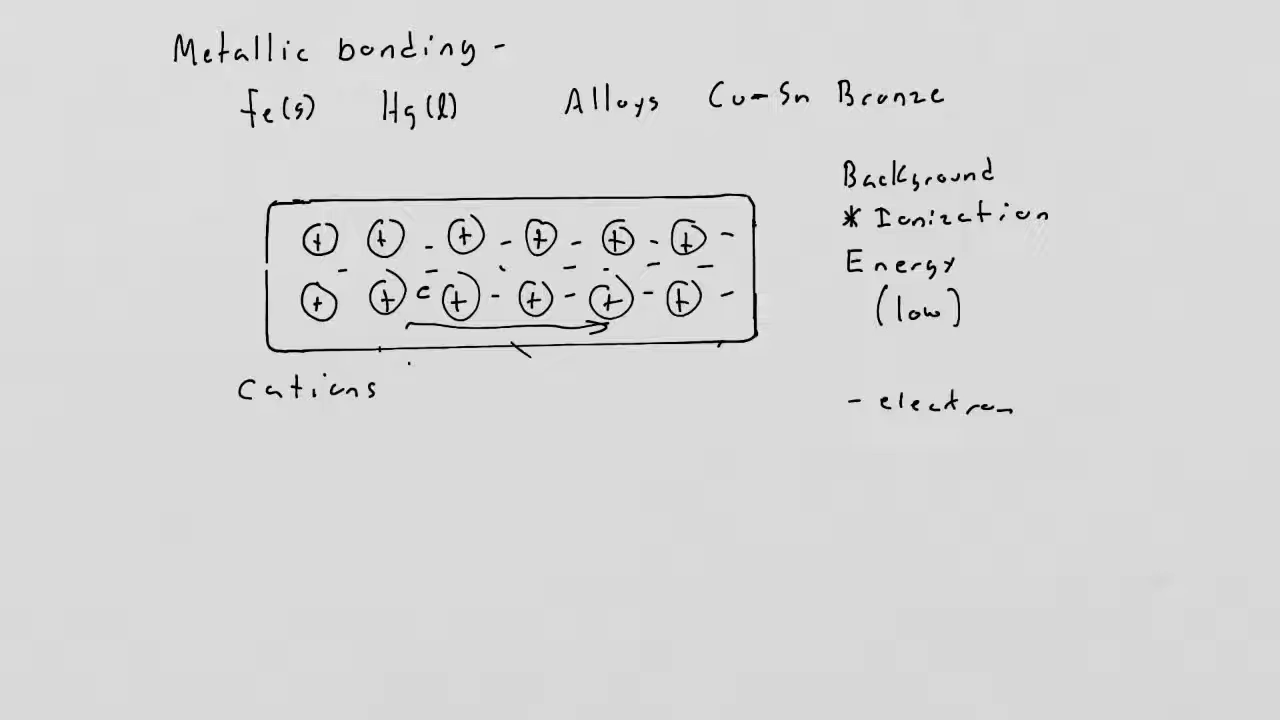 Metallic bonding -
Fe(s) Hg(l) Alloys Cu-Sn Bronze
Background
* Ionization
Energy
(low)
+ + - + - + - + - + -
- - - - - -
+ + e + - + - + - + -
Cations
- electron